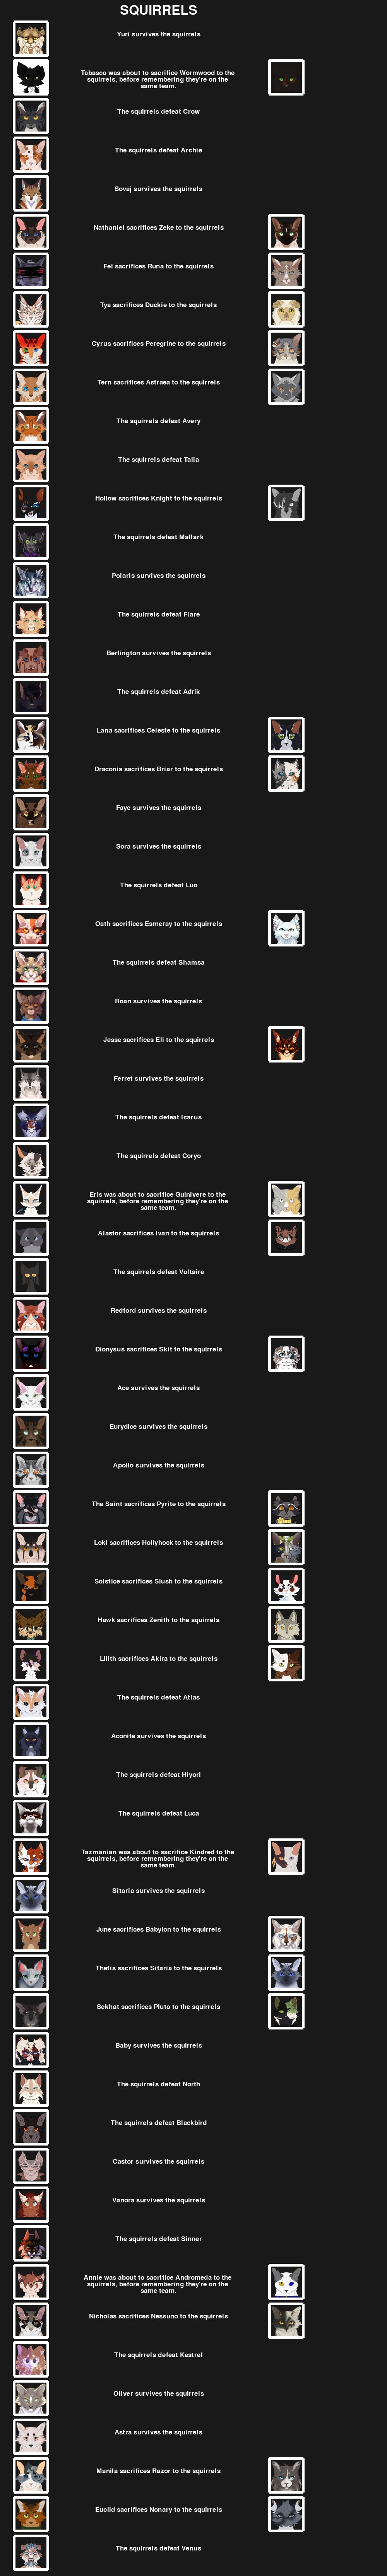 SQUIRRELS
Yuri survives the squirrels
Tabasco was about to sacrifice Wormwood to the
squirrels, before remembering they're on the
same team.
The squirrels defeat Crow
The squirrels defeat Archie
Sovaj survives the squirrels
Nathaniel sacrifices Zeke to the squirrels
Fel sacrifices Runa to the squirrels
Tya sacrifices Duckie to the squirrels
Cyrus sacrifices Peregrine to the squirrels
Tern sacrifices Astraea to the squirrels
The squirrels defeat Avery
The squirrels defeat Talia
Hollow sacrifices Knight to the squirrels
The squirrels defeat Mallark
Polaris survives the squirrels
The squirrels defeat Flare
Berlington survives the squirrels
The squirrels defeat Adrik
Lana sacrifices Celeste to the squirrels
Draconis sacrifices Briar to the squirrels
Faye survives the squirrels
Sora survives the squirrels
The squirrels defeat Luo
Oath sacrifices Esmeray to the squirrels
The squirrels defeat Shamsa
Roan survives the squirrels
Jesse sacrifices Eli to the squirrels
Ferret survives the squirrels
The squirrels defeat Icarus
The squirrels defeat Coryo
Eris was about to sacrifice Guinivere to the
squirrels, before remembering they're on the
same team.
Alastor sacrifices Ivan to the squirrels
The squirrels defeat Voltaire
Redford survives the squirrels
Dionysus sacrifices Skit to the squirrels
Ace survives the squirrels
Eurydice survives the squirrels
Apollo survives the squirrels
The Saint sacrifices Pyrite to the squirrels
Loki sacrifices Hollyhock to the squirrels
Solstice sacrifices Slush to the squirrels
Hawk sacrifices Zenith to the squirrels
Lilith sacrifices Akira to the squirrels
The squirrels defeat Atlas
Aconite survives the squirrels
The squirrels defeat Hiyori
The squirrels defeat Luca
Tazmanian was about to sacrifice Kindred to the
squirrels, before remembering they're on the
same team.
Sitaria survives the squirrels
June sacrifices Babylon to the squirrels
Thetis sacrifices Sitaria to the squirrels
Sekhat sacrifices Pluto to the squirrels
Baby survives the squirrels
The squirrels defeat North
The squirrels defeat Blackbird
Castor survives the squirrels
Vanora survives the squirrels
The squirrels defeat Sinner
Annie was about to sacrifice Andromeda to the
squirrels, before remembering they're on the
same team.
Nicholas sacrifices Nessuno to the squirrels
The squirrels defeat Kestrel
Oliver survives the squirrels
Astra survives the squirrels
Manila sacrifices Razor to the squirrels
Euclid sacrifices Nonary to the squirrels
The squirrels defeat Venus